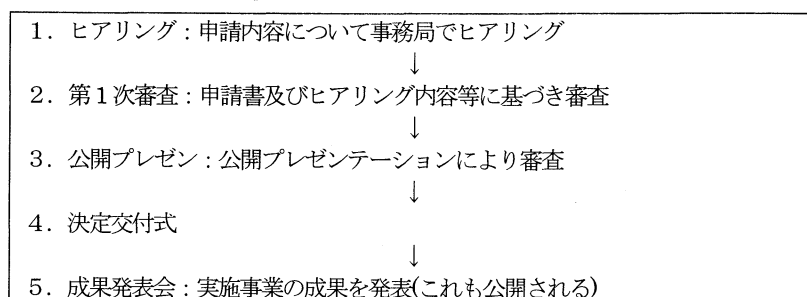 1．ヒアリング：申請内容について事務局でヒアリング
↓
2．第1次審査：申請書及びヒアリング内容等に基づき審査
↓
3．公開プレゼン：公開プレゼンテーションにより審査
↓
4．決定交付式
↓
5．成果発表会：実施事業の成果を発表(これも公開される)